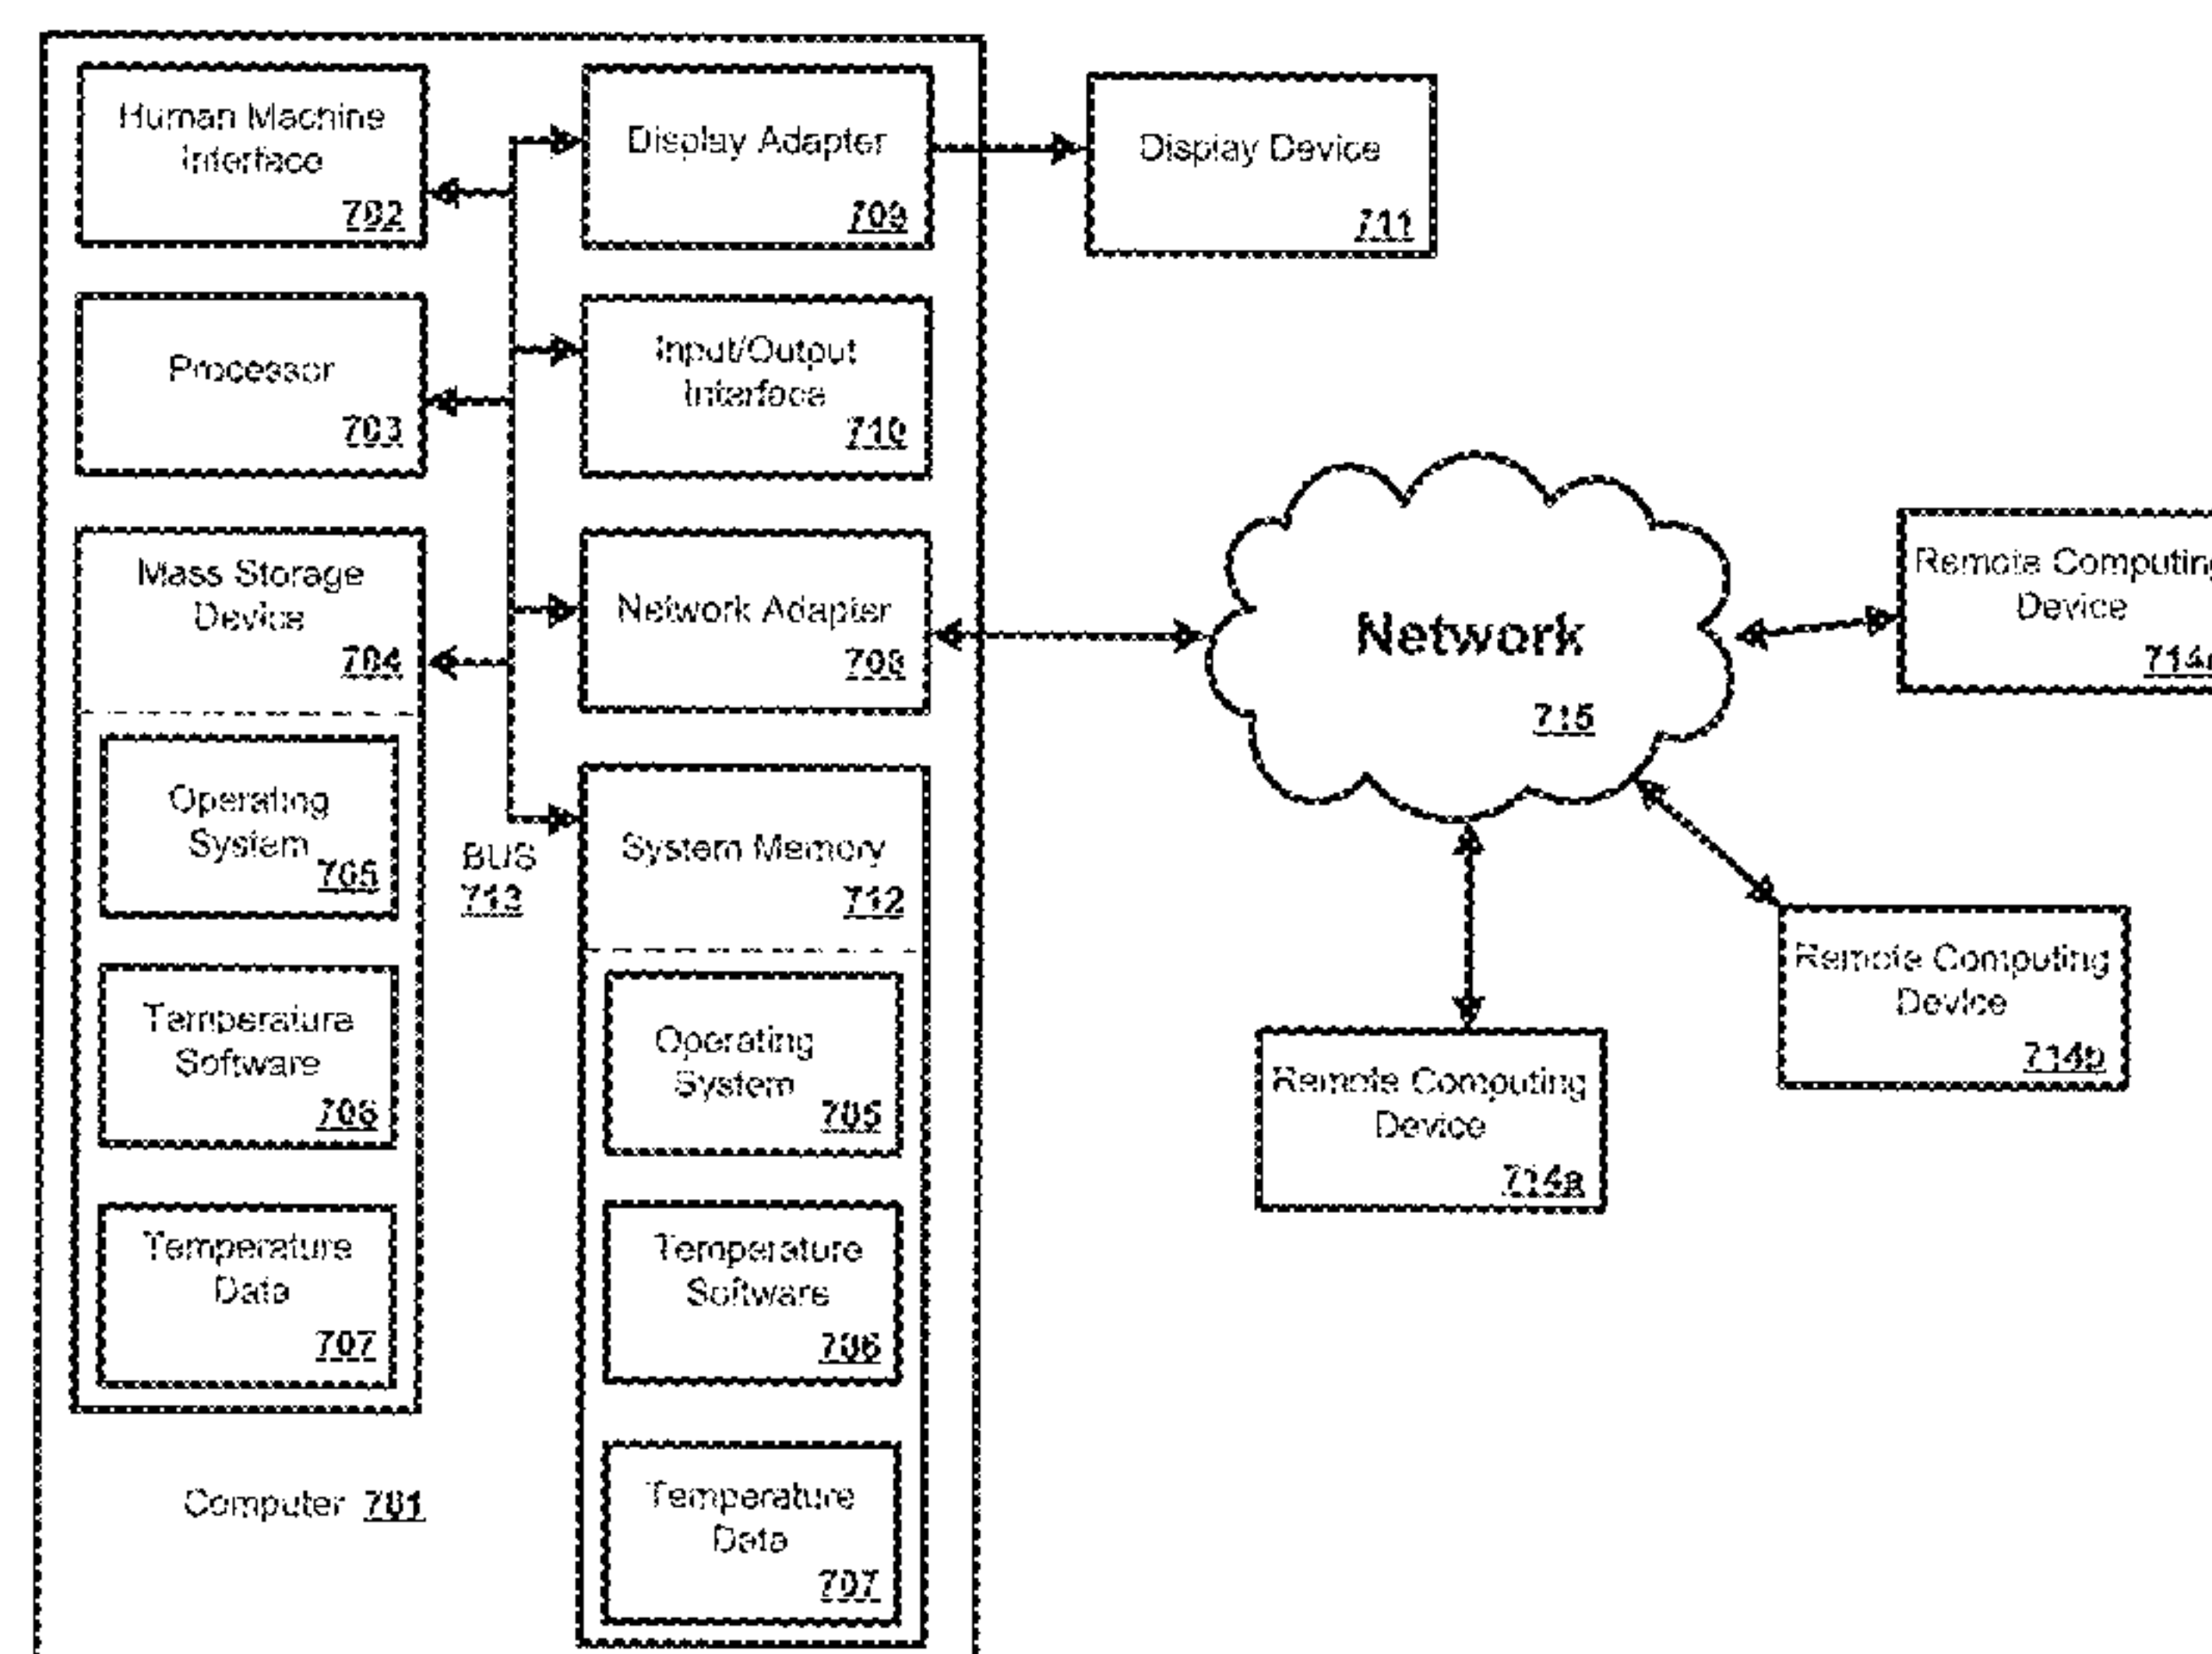 Human Machine
Interface
702
Display Adapter
709
Display Device
711
Processor
703
Input/Output
Interface
710
Mass Storage
Device
704
Network Adapter
708
Network
715
Remote Computing
Device
Operating
System
705
BUS
713
System Memory
712
Remote Computing
Device
714b
Temperature
Software
706
Operating
System
705
Remote Computing
Device
714a
Temperature
Data
707
Temperature
Software
706
Computer 701
Temperature
Data
707